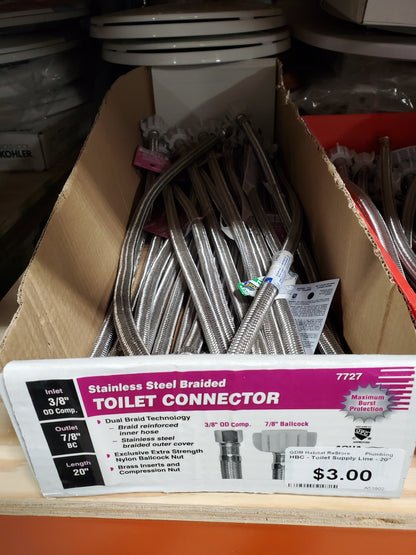 KOHLER
7727
Inlet
3/8"
OD Comp.
Outlet
7/8"
BC
Length
20"
Stainless Steel Braided
TOILET CONNECTOR
Maximum
Burst
Protection
Dual Braid Technology
– Braid reinforced
inner hose
– Stainless steel
braided outer cover
Exclusive Extra Strength
Nylon Ballcock Nut
Brass Inserts and
Compression Nut
3/8" OD Comp.
7/8" Ballcock
GDM Habitat ReStore Plumbing
HBC - Toilet Supply Line - 20"
$3.00